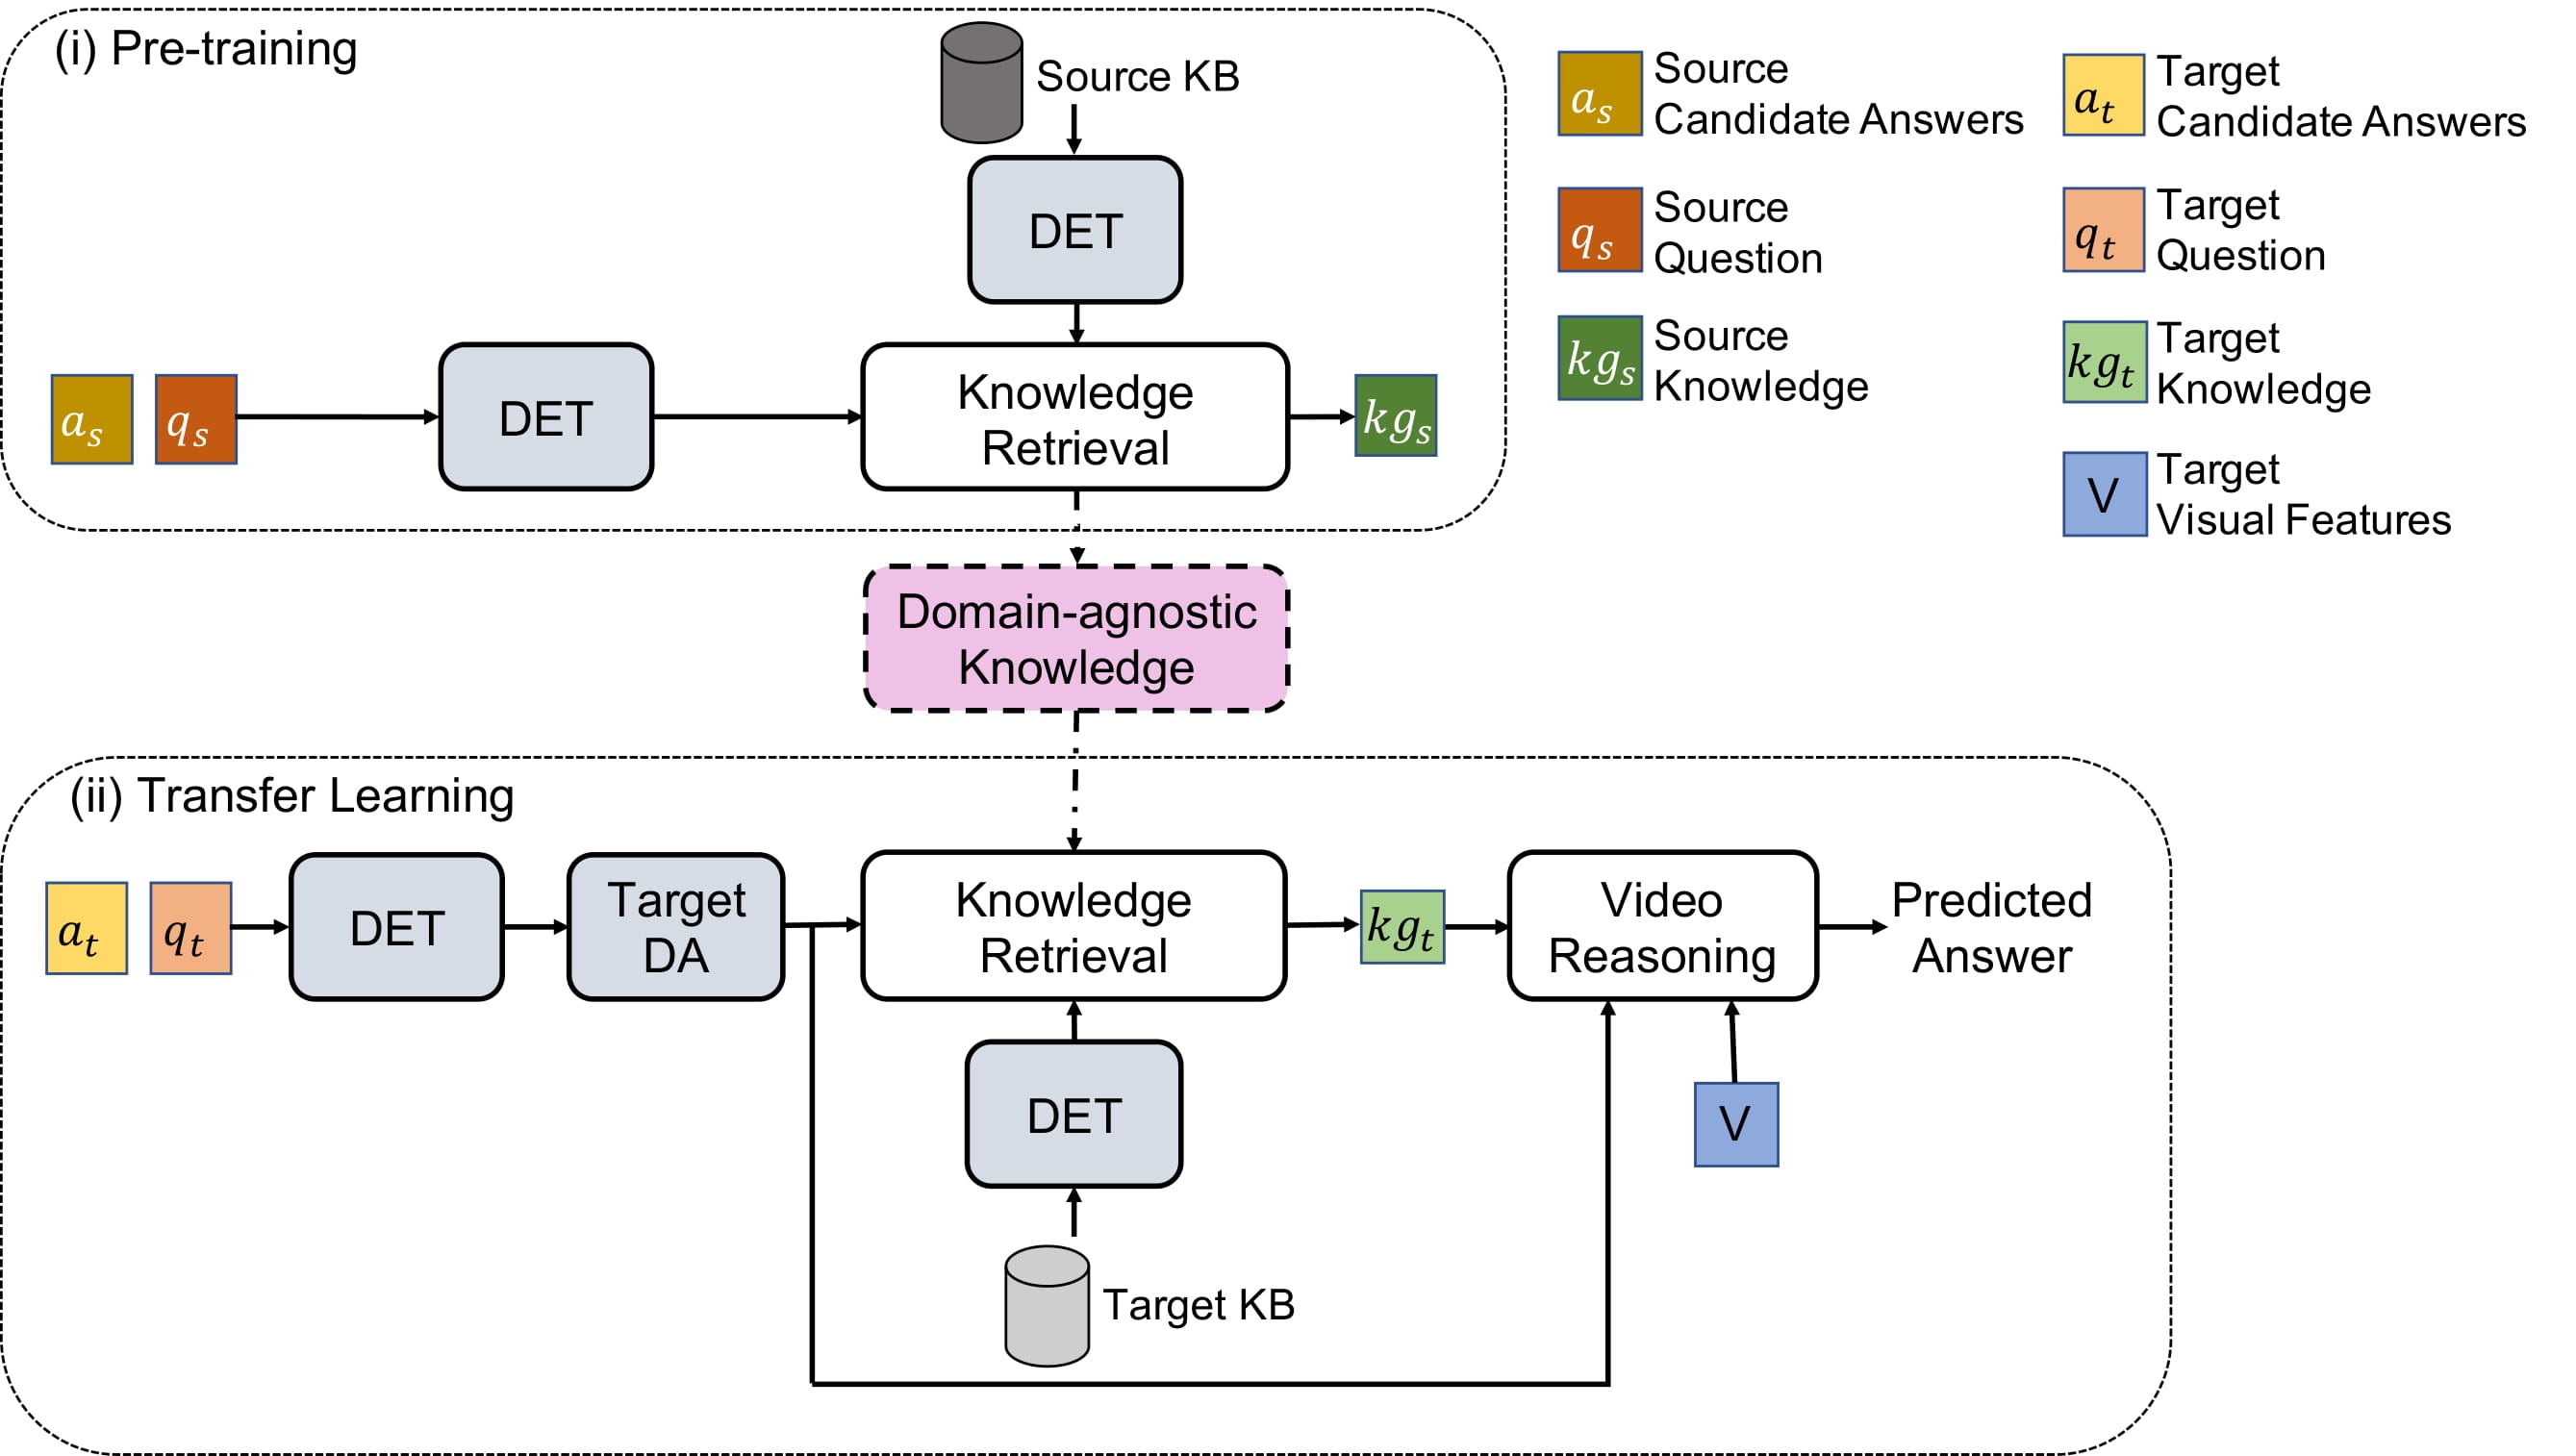 (i) Pre-training
Source KB
DET
a_s
q_s
DET
Knowledge
Retrieval
kg_s
a_s
Source
Candidate Answers
q_s
Source
Question
kg_s
Source
Knowledge
a_t
Target
Candidate Answers
q_t
Target
Question
kg_t
Target
Knowledge
V
Target
Visual Features
Domain-agnostic
Knowledge
(ii) Transfer Learning
a_t
q_t
DET
Target
DA
Knowledge
Retrieval
kg_t
Video
Reasoning
Predicted
Answer
DET
V
Target KB